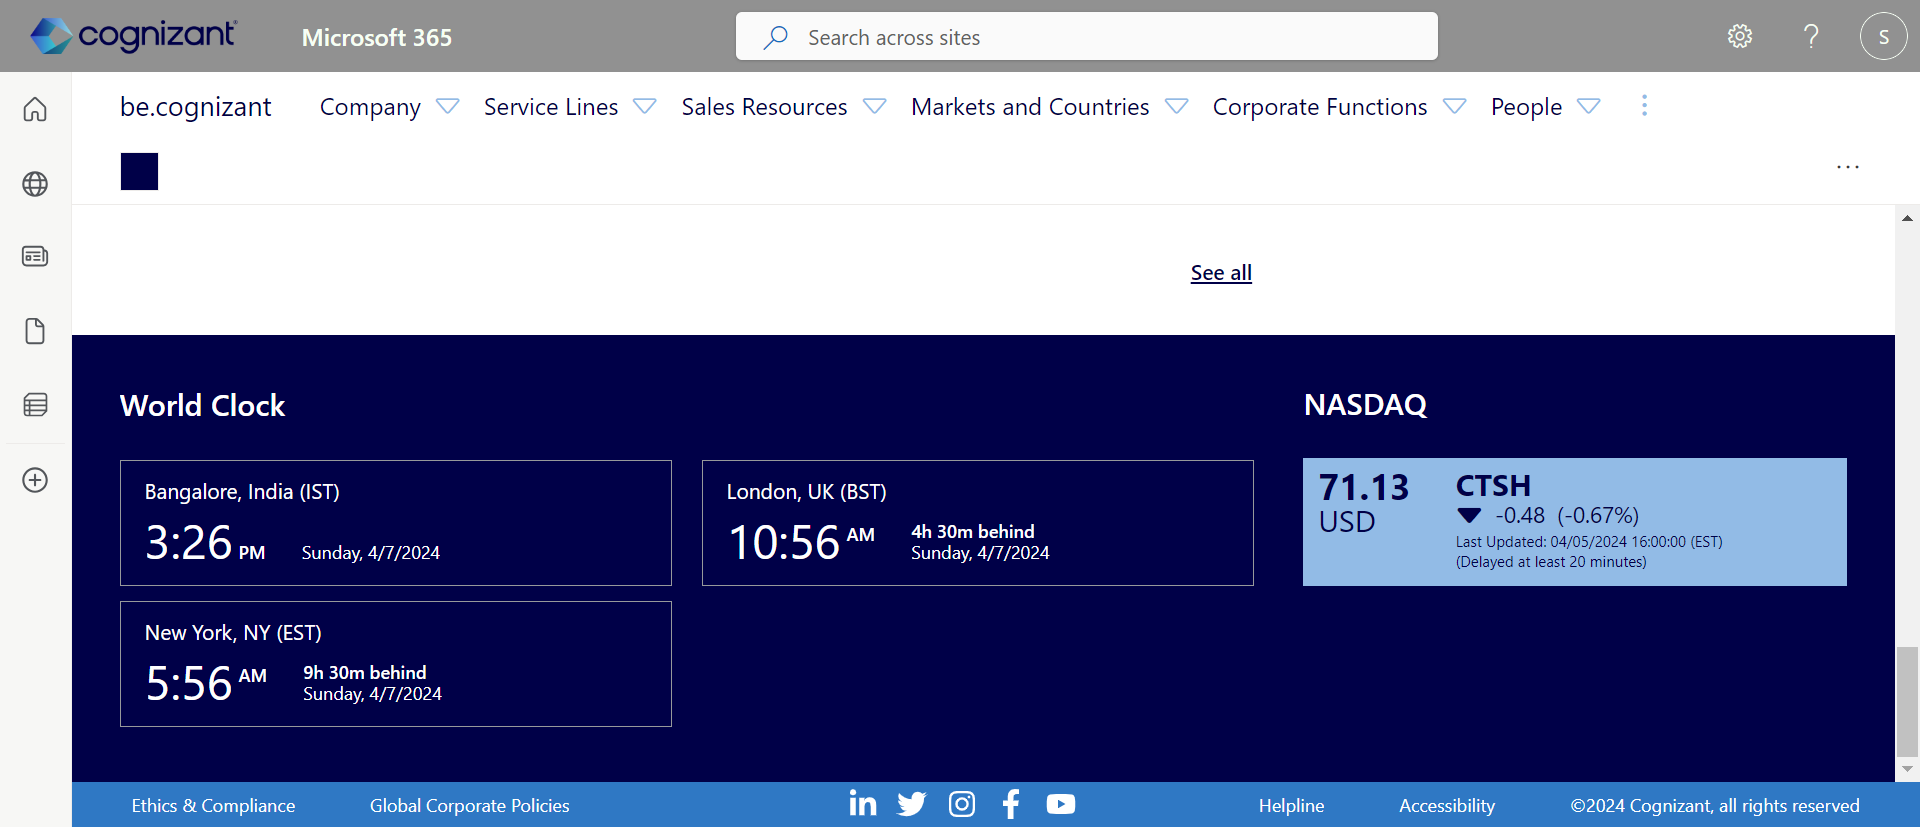 cognizant
Microsoft 365
Search across sites
?
S
be.cognizant
Company
Service Lines
Sales Resources
Markets and Countries
Corporate Functions
People
See all
World Clock
Bangalore, India (IST)
3:26 PM
Sunday, 4/7/2024
London, UK (BST)
10:56 AM
4h 30m behind
Sunday, 4/7/2024
New York, NY (EST)
5:56 AM
9h 30m behind
Sunday, 4/7/2024
NASDAQ
71.13
USD
CTSH
-0.48 (-0.67%)
Last Updated: 04/05/2024 16:00:00 (EST)
(Delayed at least 20 minutes)
Ethics & Compliance
Global Corporate Policies
Helpline
Accessibility
©2024 Cognizant, all rights reserved